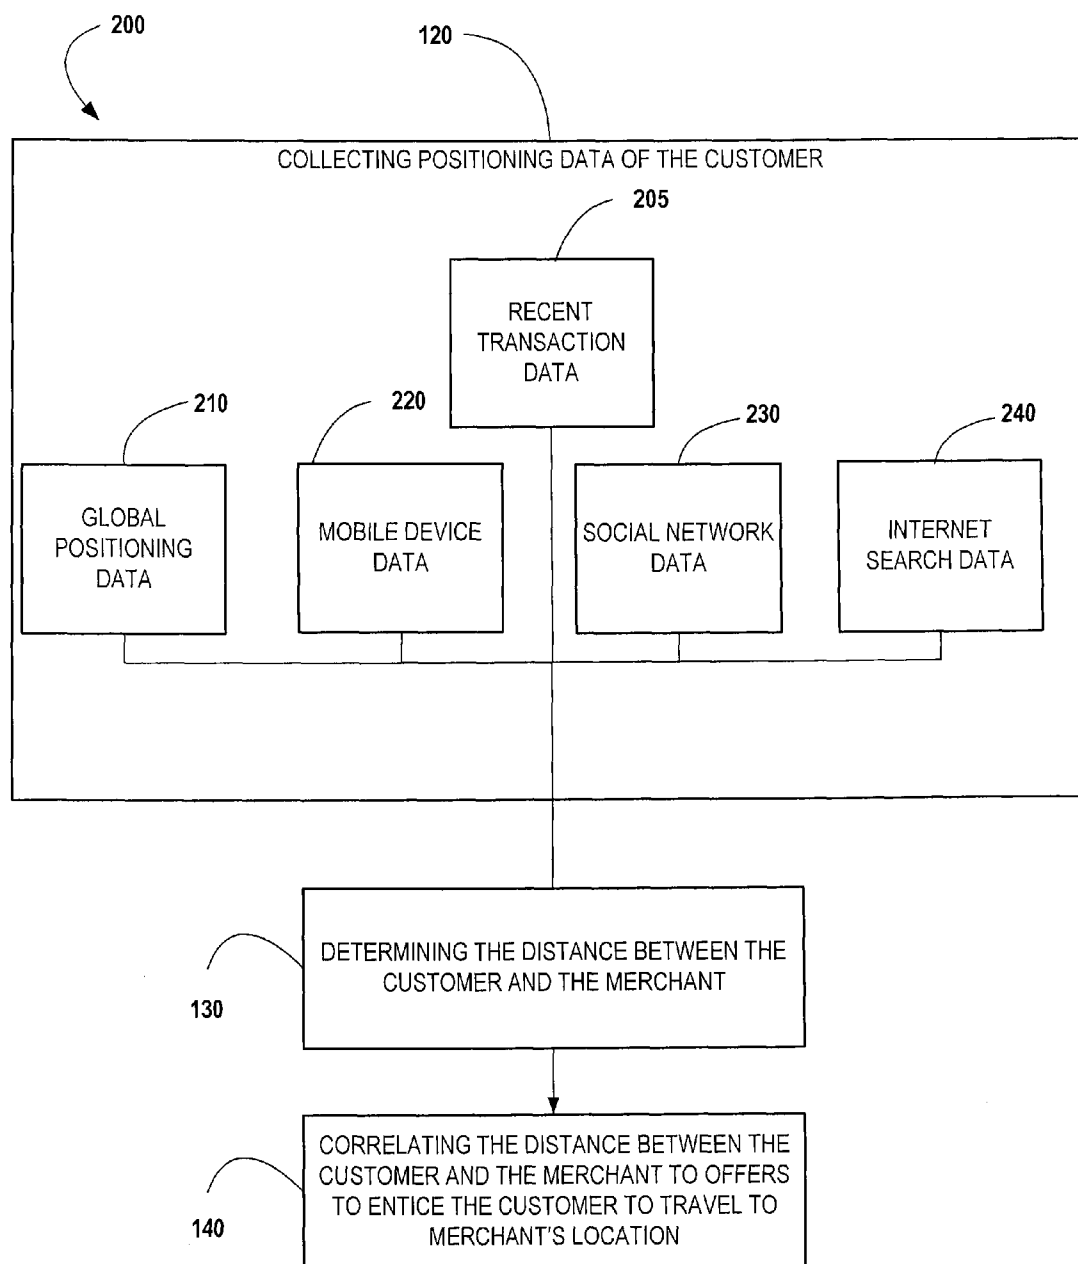 200
120
COLLECTING POSITIONING DATA OF THE CUSTOMER
205
RECENT
TRANSACTION
DATA
210
220
230
240
GLOBAL
POSITIONING
DATA
MOBILE DEVICE
DATA
SOCIAL NETWORK
DATA
INTERNET
SEARCH DATA
DETERMINING THE DISTANCE BETWEEN THE
CUSTOMER AND THE MERCHANT
130
CORRELATING THE DISTANCE BETWEEN THE
CUSTOMER AND THE MERCHANT TO OFFERS
TO ENTICE THE CUSTOMER TO TRAVEL TO
MERCHANT'S LOCATION
140